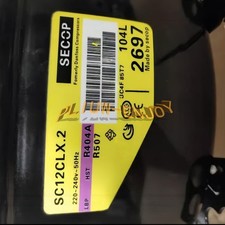 SECOP
Formerly Danfoss Compressors
SC12CLX.2
220-240v~50Hz
LBP HST R404A
R507
104L
2697
Made by secop